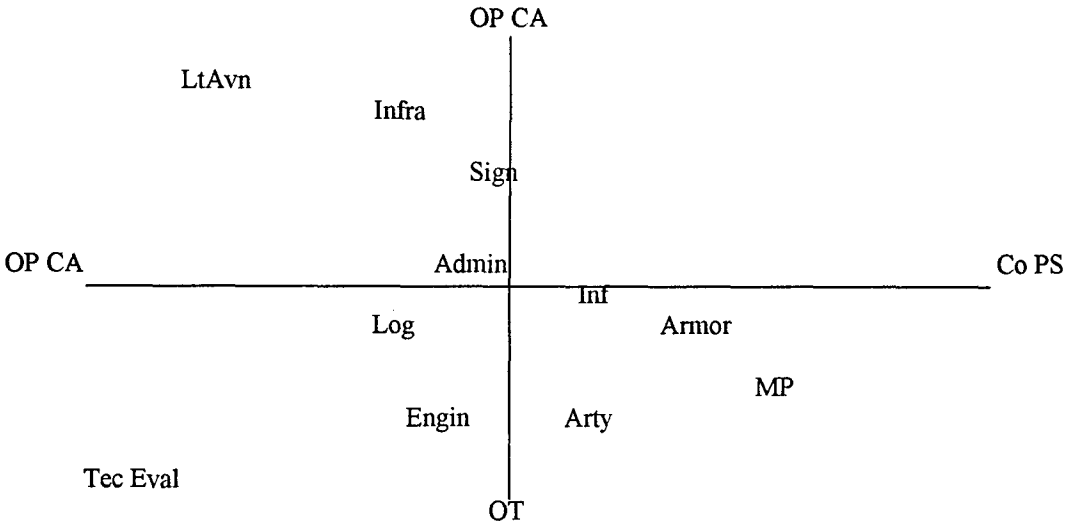 OP CA
LtAvn
Infra
Sign
OP CA
Admin
Co PS
Inf
Log
Armor
MP
Engin
Arty
Tec Eval
OT